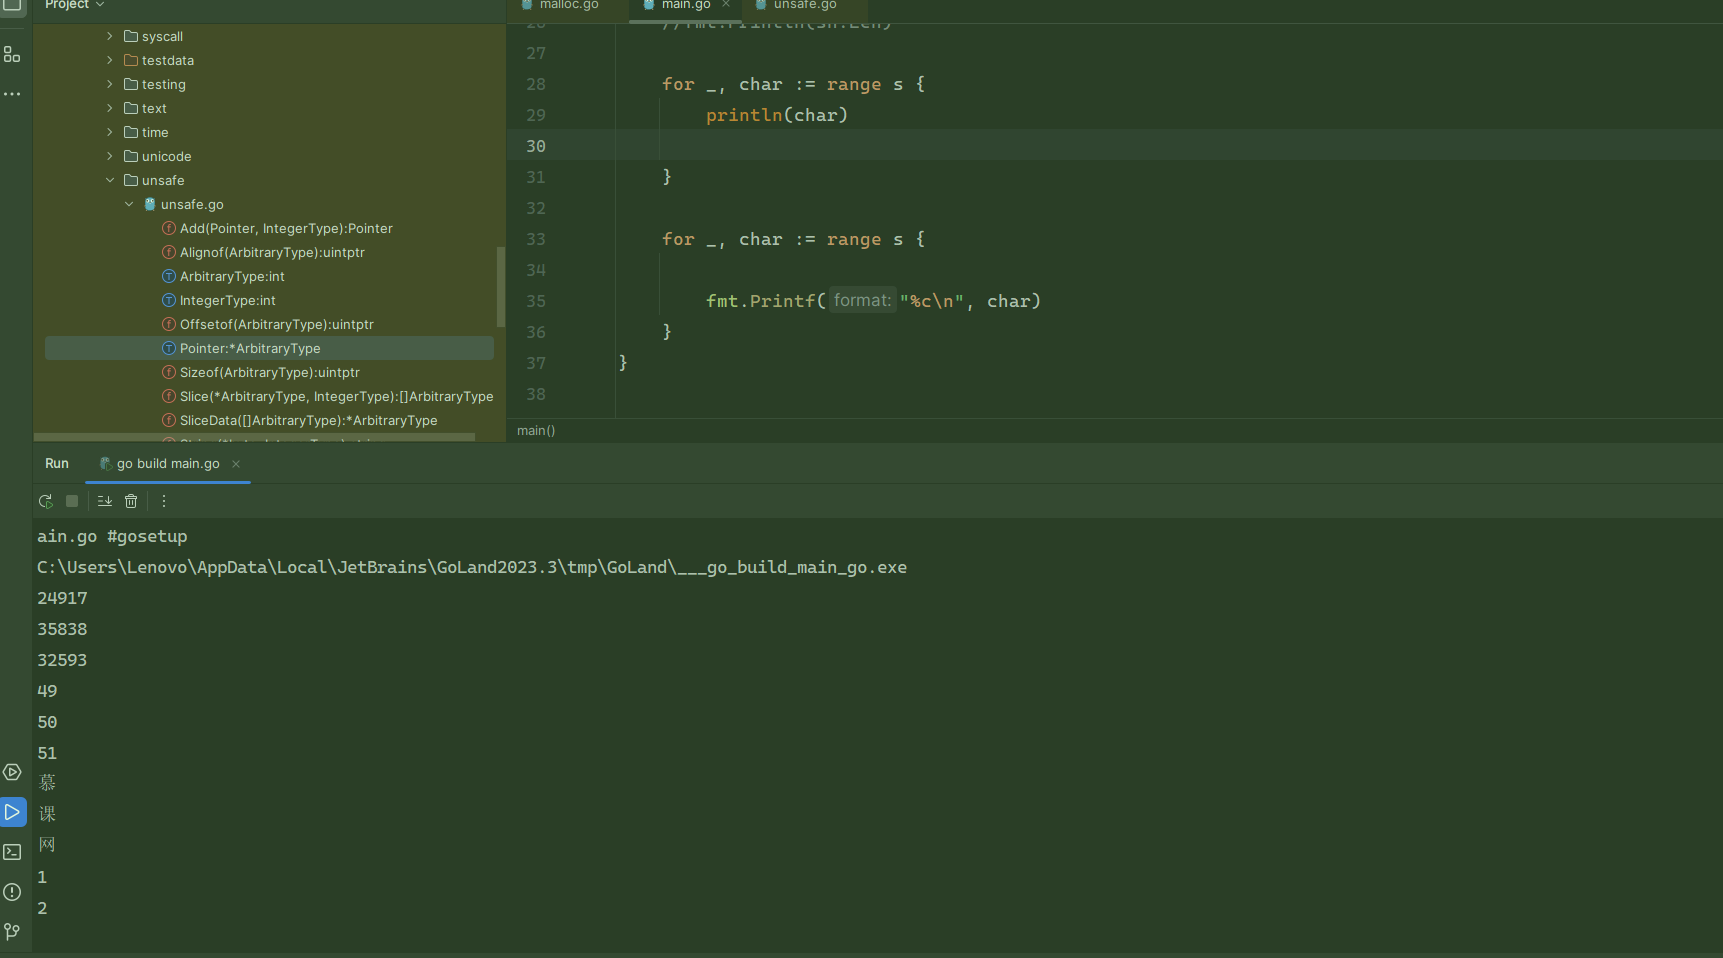 Project
malloc.go
main.go
unsafe.go
syscall
testdata
testing
text
time
unicode
unsafe
unsafe.go
Add(Pointer, IntegerType):Pointer
Alignof(ArbitraryType):uintptr
ArbitraryType:int
IntegerType:int
Offsetof(ArbitraryType):uintptr
Pointer:*ArbitraryType
Sizeof(ArbitraryType):uintptr
Slice(*ArbitraryType, IntegerType):[]ArbitraryType
SliceData([]ArbitraryType):*ArbitraryType
27
28 for _, char := range s {
29 println(char)
30
31 }
32
33 for _, char := range s {
34
35 fmt.Printf( format: "%c\n", char)
36 }
37 }
38
main()
Run
go build main.go
ain.go #gosetup
C:\Users\Lenovo\AppData\Local\JetBrains\GoLand2023.3\tmp\GoLand\___go_build_main_go.exe
24917
35838
32593
49
50
51
慕
课
网
1
2